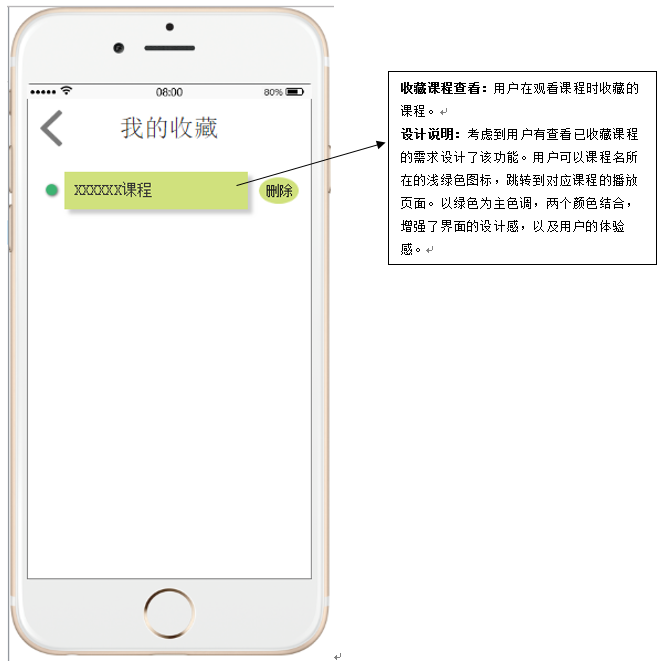 08:00
80%
我的收藏
xxxxxx课程
删除
收藏课程查看：用户在观看课程时收藏的
课程。
设计说明：考虑到用户有查看已收藏课程
的需求设计了该功能。用户可以课程名所
在的浅绿色图标，跳转到对应课程的播放
页面。以绿色为主色调，两个颜色结合，
增强了界面的设计感，以及用户的体验
感。